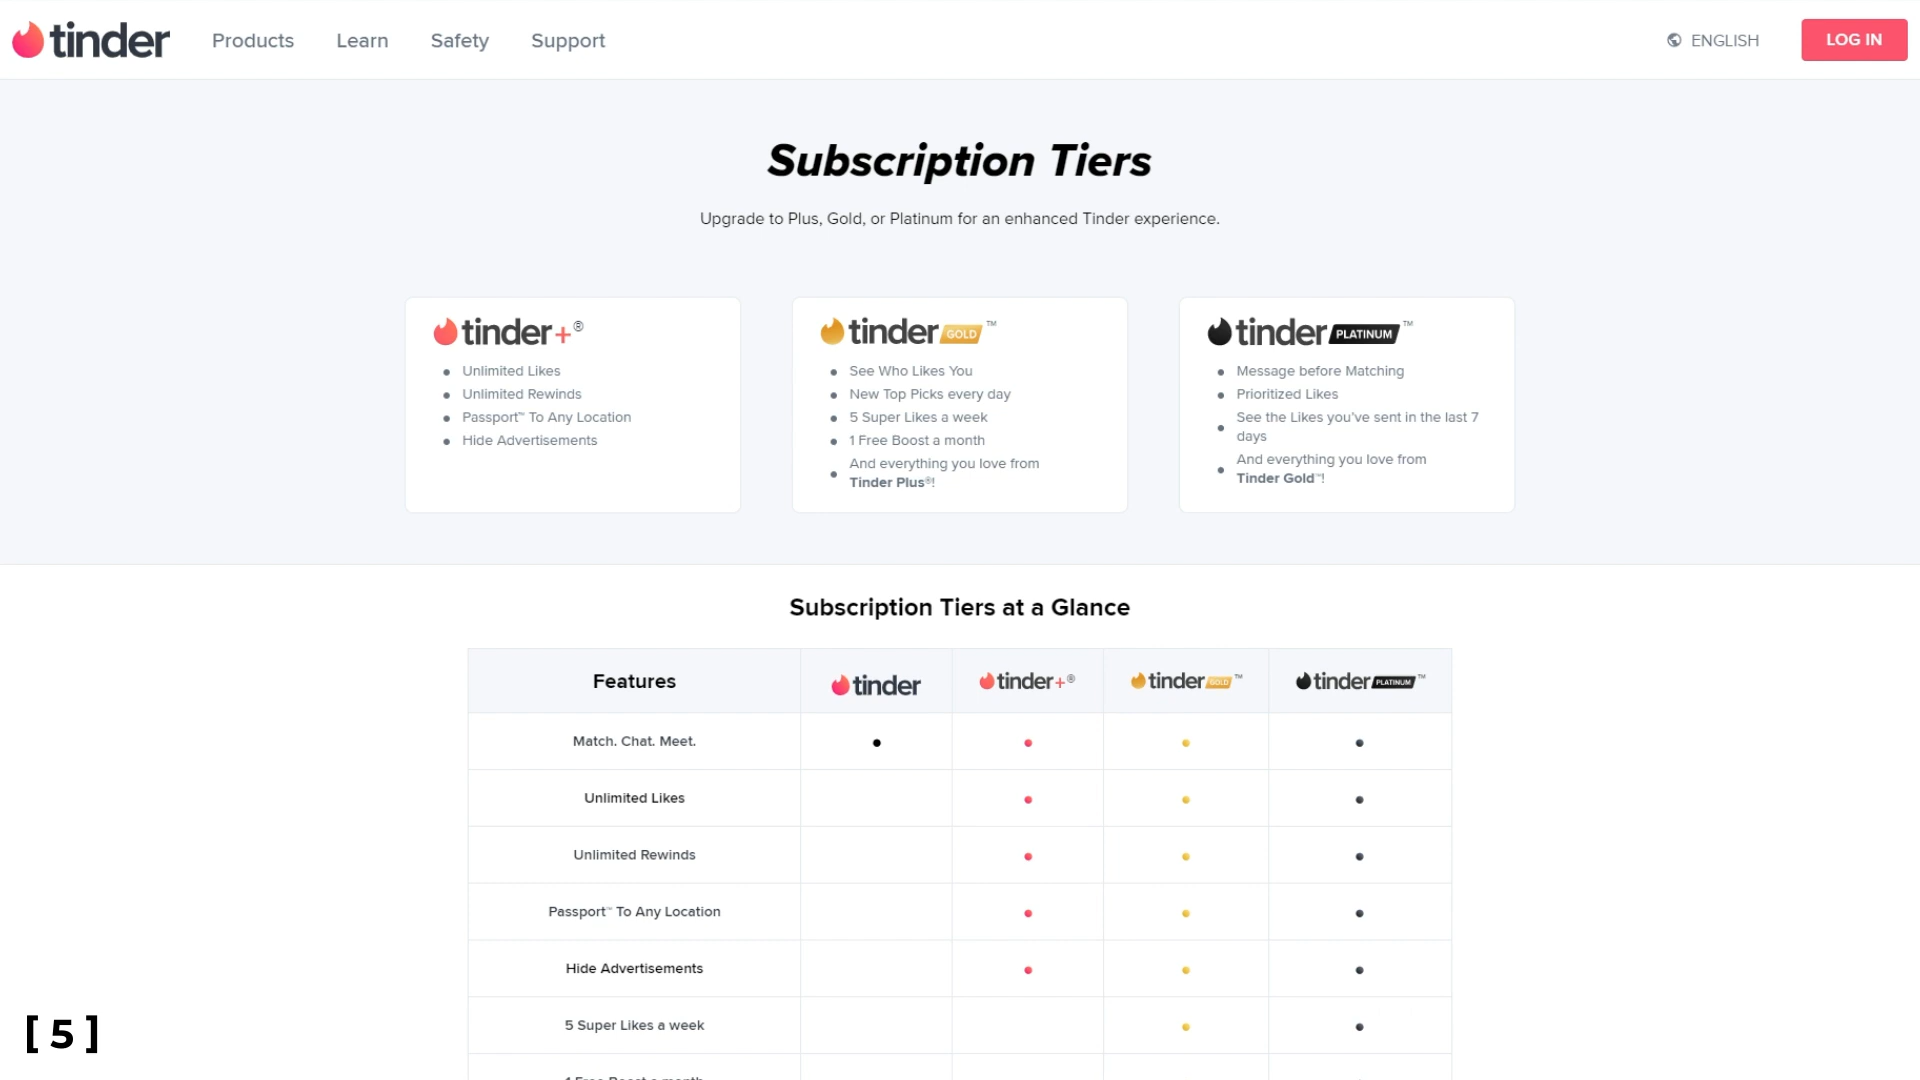 tinder Products Learn Safety Support ENGLISH LOG IN
Subscription Tiers
Upgrade to Plus, Gold, or Platinum for an enhanced Tinder experience.
tinder+®
Unlimited Likes
Unlimited Rewinds
Passport™ To Any Location
Hide Advertisements
tinder GOLD™
See Who Likes You
New Top Picks every day
5 Super Likes a week
1 Free Boost a month
And everything you love from
Tinder Plus®!
tinder PLATINUM™
Message before Matching
Prioritized Likes
See the Likes you've sent in the last 7
days
And everything you love from
Tinder Gold™!
Subscription Tiers at a Glance
Features tinder tinder+® tinder GOLD™ tinder PLATINUM™
Match. Chat. Meet.
Unlimited Likes
Unlimited Rewinds
Passport™ To Any Location
Hide Advertisements
5 Super Likes a week
1 Free Boost a month
[ 5 ]